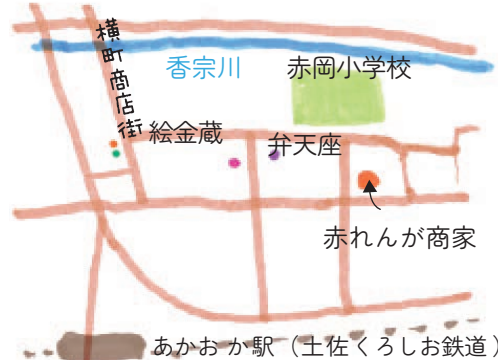 横町商店街
香宗川
赤岡小学校
絵金蔵
弁天座
赤れんが商家
あかおか駅（土佐くろしお鉄道）